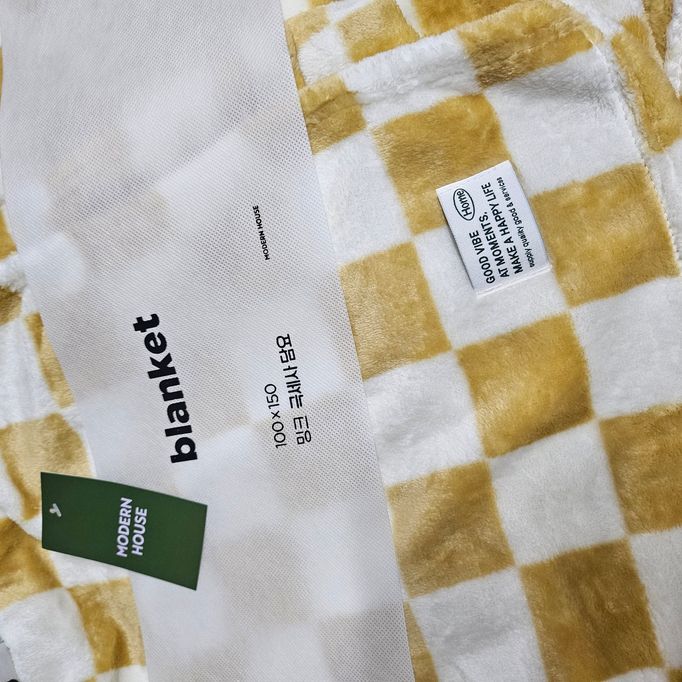 MODERN HOUSE
blanket
100×150
밍크 극세사담요
MODERN
HOUSE
Home
GOOD VIBE
AT MOMENTS.
MAKE A HAPPY LIFE
supply quality good & services